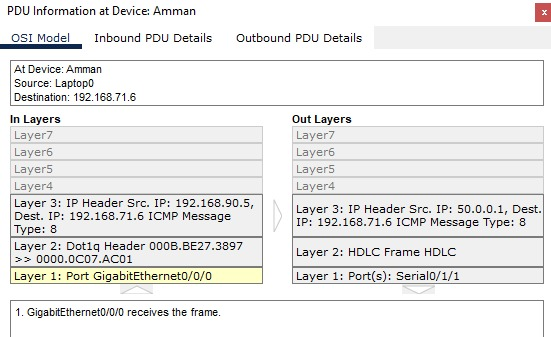 PDU Information at Device: Amman
x
OSI Model Inbound PDU Details Outbound PDU Details
At Device: Amman
Source: Laptop0
Destination: 192.168.71.6
In Layers
Layer7
Layer6
Layer5
Layer4
Layer 3: IP Header Src. IP: 192.168.90.5,
Dest. IP: 192.168.71.6 ICMP Message
Type: 8
Layer 2: Dot1q Header 000B.BE27.3897
>> 0000.0C07.AC01
Layer 1: Port GigabitEthernet0/0/0
Out Layers
Layer7
Layer6
Layer5
Layer4
Layer 3: IP Header Src. IP: 50.0.0.1, Dest.
IP: 192.168.71.6 ICMP Message Type: 8
Layer 2: HDLC Frame HDLC
Layer 1: Port(s): Serial0/1/1
1. GigabitEthernet0/0/0 receives the frame.